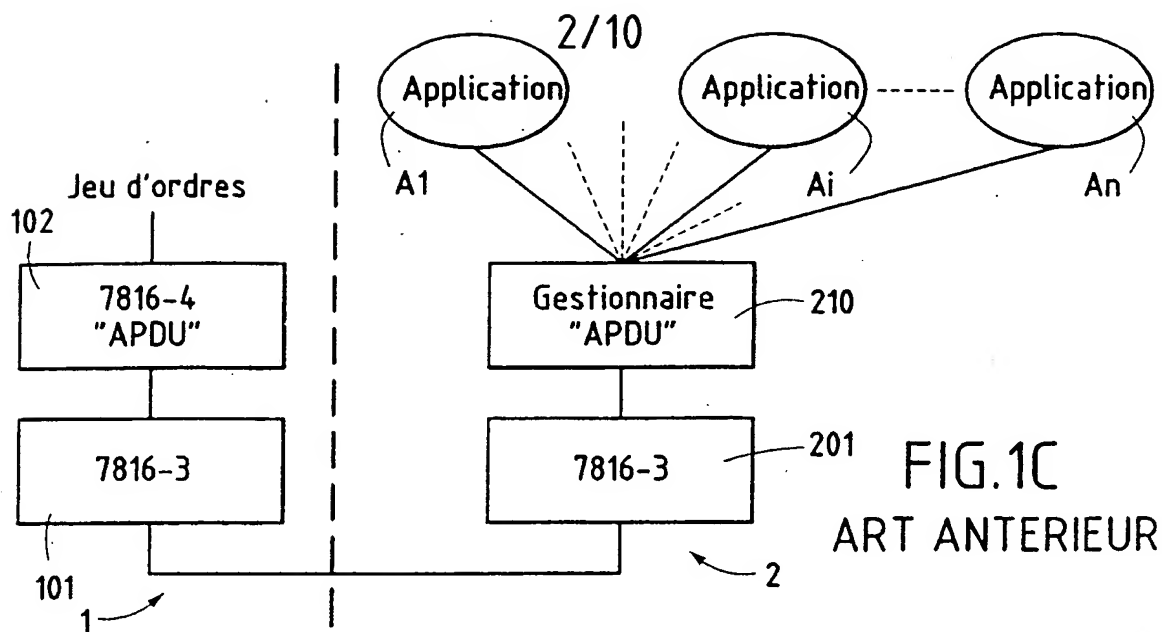 2/10
Application
Application
Application
A1
Ai
An
Jeu d'ordres
102
7816-4
"APDU"
Gestionnaire
"APDU"
210
7816-3
7816-3
201
101
1
2
FIG.1C
ART ANTERIEUR